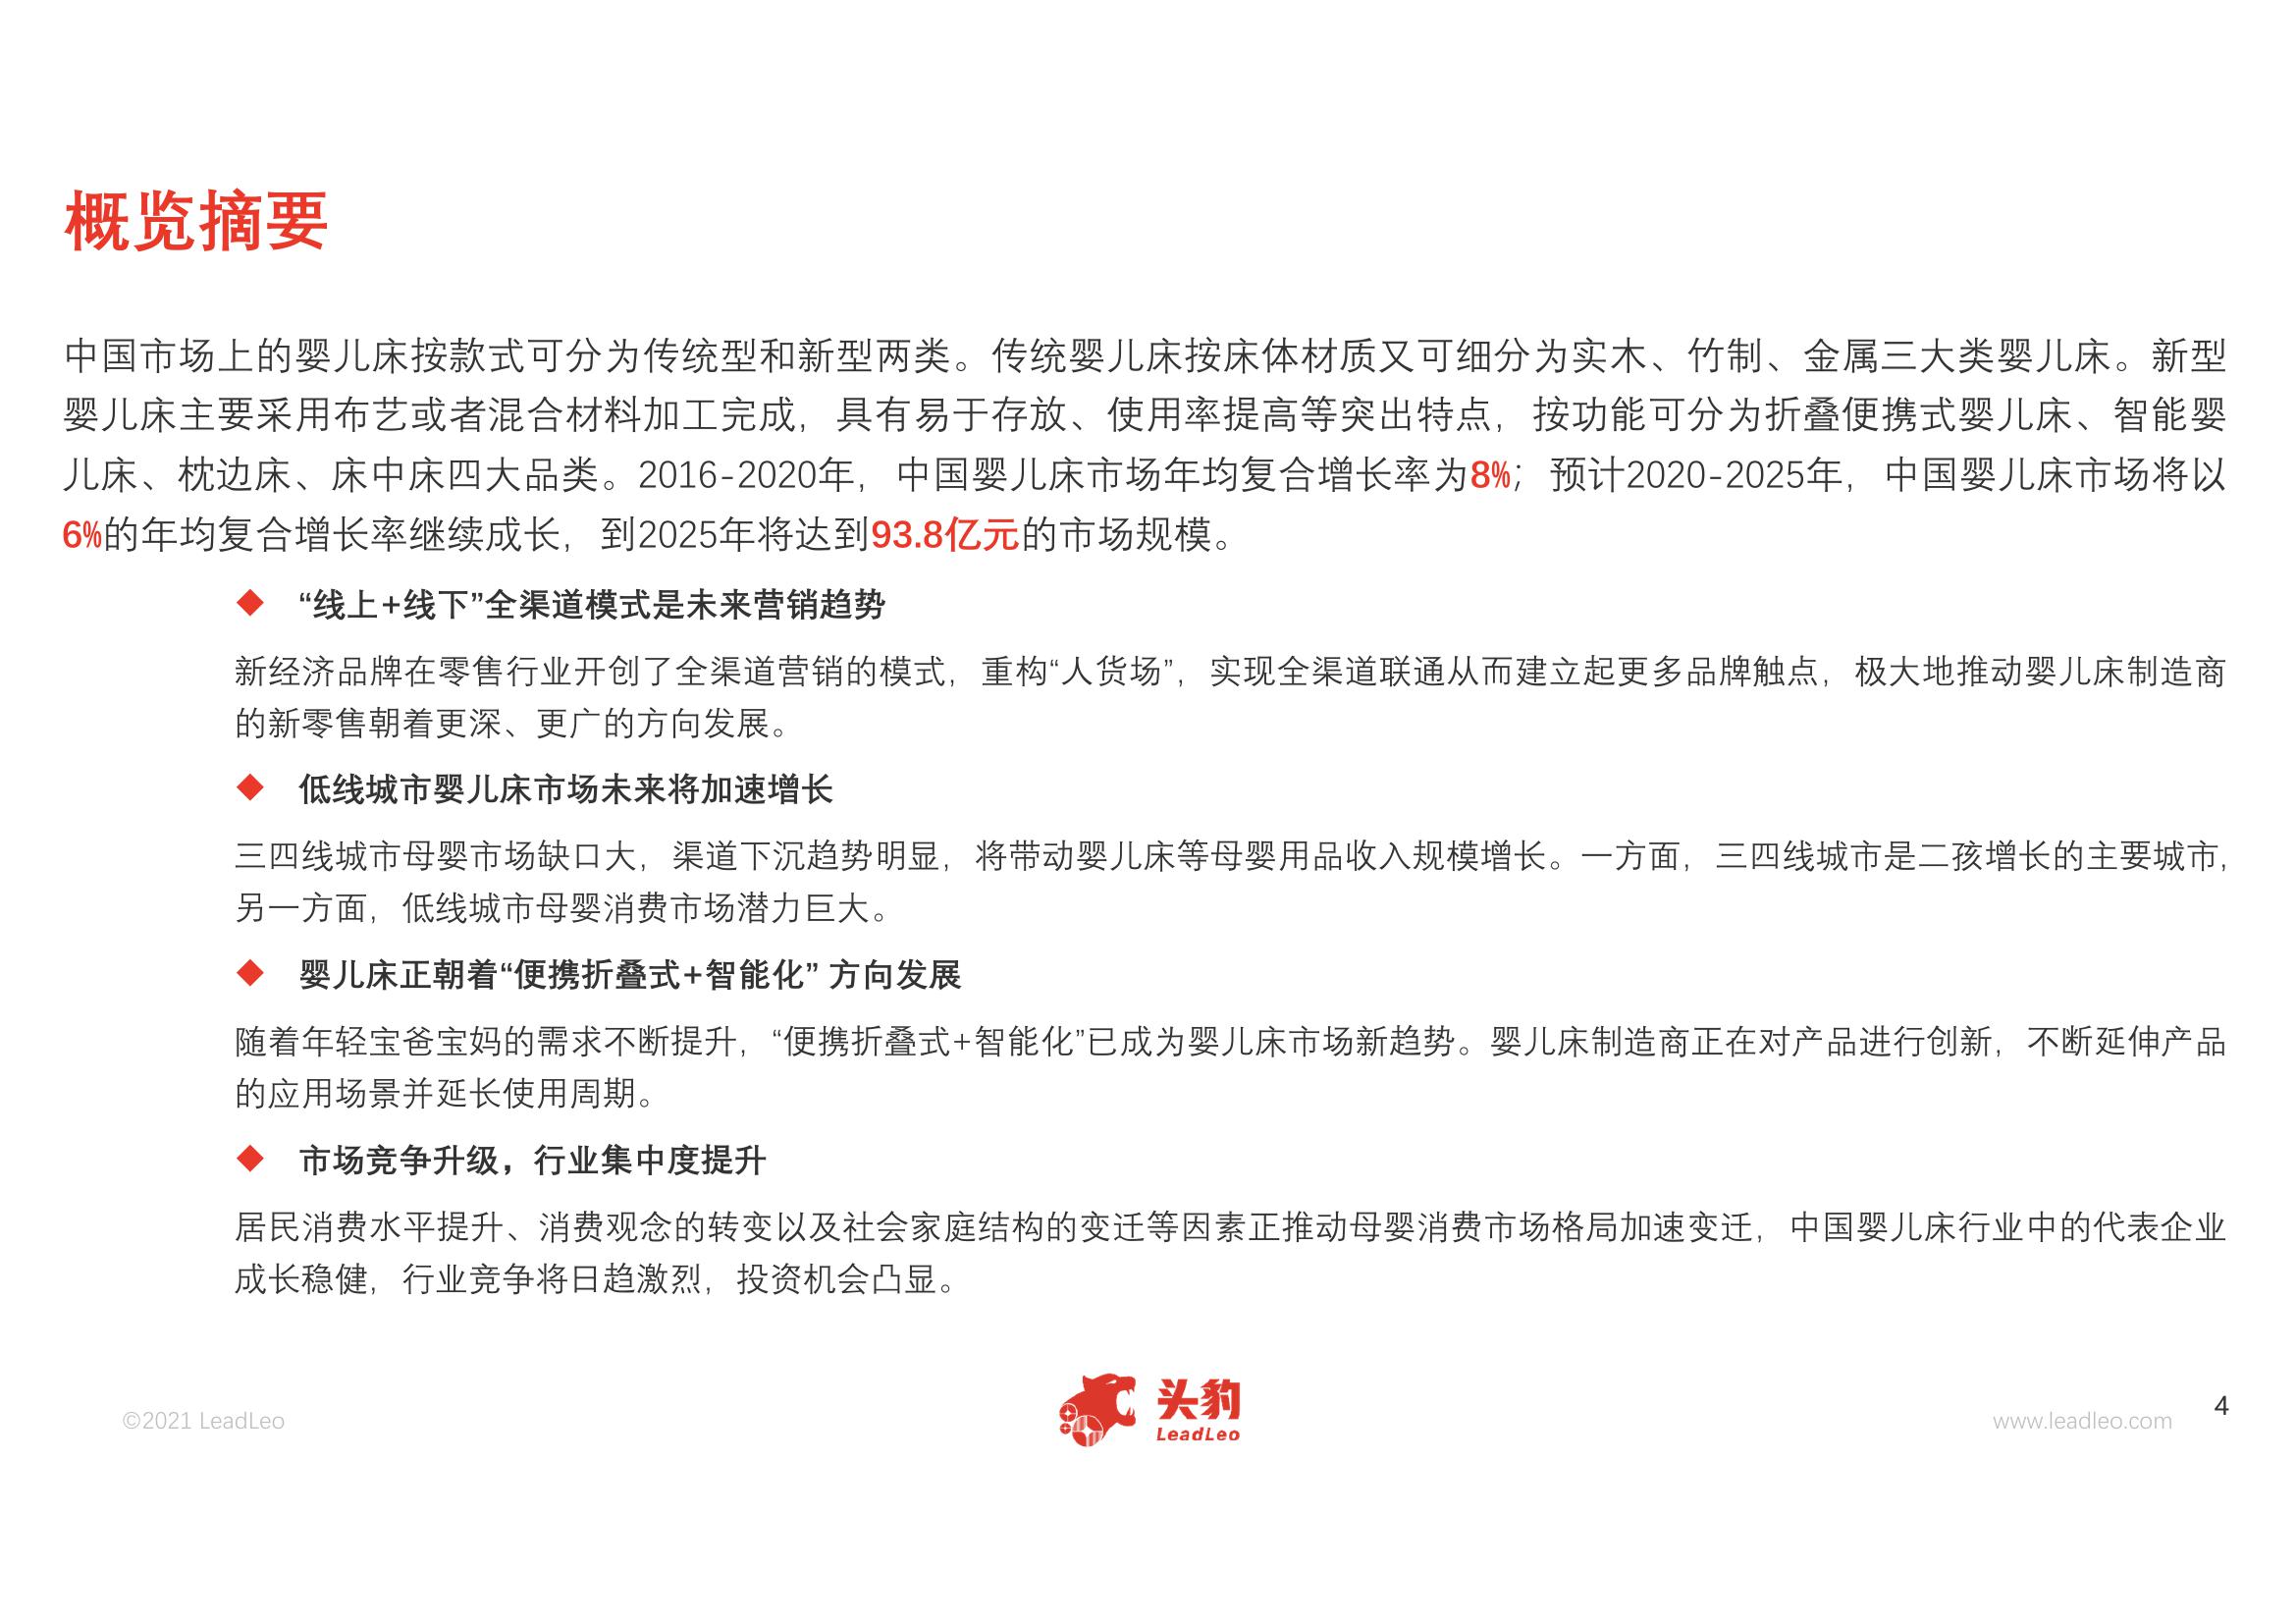 概览摘要
中国市场上的婴儿床按款式可分为传统型和新型两类。传统婴儿床按床体材质又可细分为实木、竹制、金属三大类婴儿床。新型
婴儿床主要采用布艺或者混合材料加工完成，具有易于存放、使用率提高等突出特点，按功能可分为折叠便携式婴儿床、智能婴
儿床、枕边床、床中床四大品类。2016-2020年，中国婴儿床市场年均复合增长率为8%；预计2020-2025年，中国婴儿床市场将以
6%的年均复合增长率继续成长，到2025年将达到93.8亿元的市场规模。
◆ “线上+线下”全渠道模式是未来营销趋势
新经济品牌在零售行业开创了全渠道营销的模式，重构“人货场”，实现全渠道联通从而建立起更多品牌触点，极大地推动婴儿床制造商
的新零售朝着更深、更广的方向发展。
◆ 低线城市婴儿床市场未来将加速增长
三四线城市母婴市场缺口大，渠道下沉趋势明显，将带动婴儿床等母婴用品收入规模增长。一方面，三四线城市是二孩增长的主要城市，
另一方面，低线城市母婴消费市场潜力巨大。
◆ 婴儿床正朝着“便携折叠式+智能化” 方向发展
随着年轻宝爸宝妈的需求不断提升，“便携折叠式+智能化”已成为婴儿床市场新趋势。婴儿床制造商正在对产品进行创新，不断延伸产品
的应用场景并延长使用周期。
◆ 市场竞争升级，行业集中度提升
居民消费水平提升、消费观念的转变以及社会家庭结构的变迁等因素正推动母婴消费市场格局加速变迁，中国婴儿床行业中的代表企业
成长稳健，行业竞争将日趋激烈，投资机会凸显。
©2021 LeadLeo
头豹
LeadLeo
www.leadleo.com
4